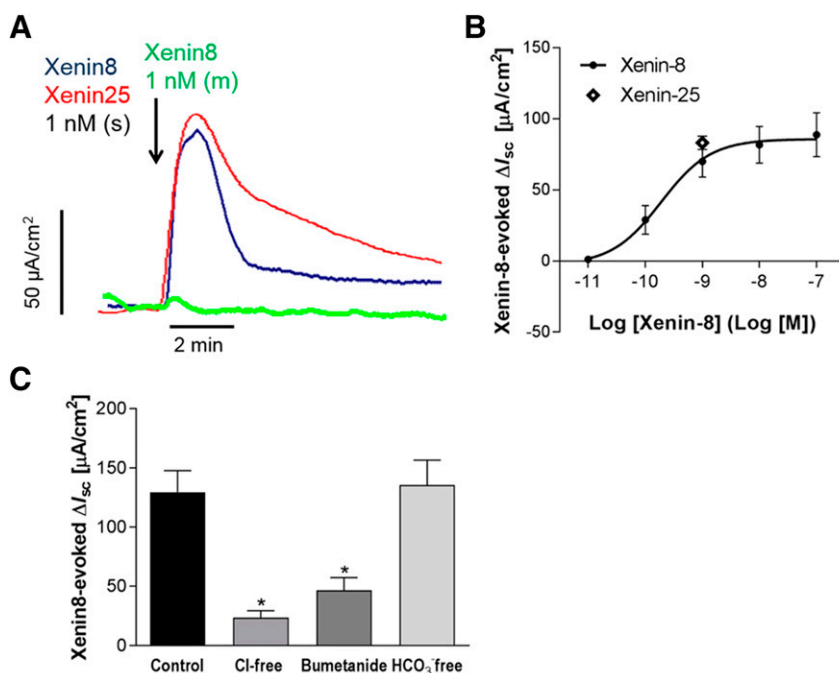 A
Xenin8
Xenin25
1 nM (s)
Xenin8
1 nM (m)
50 µA/cm²
2 min
B
Xenin-8-evoked ΔIsc [µA/cm²]
150
100
50
0
-50
Xenin-8
Xenin-25
-11 -10 -9 -8 -7
Log [Xenin-8] (Log [M])
C
Xenin8-evoked ΔIsc [µA/cm²]
200
150
100
50
0
* *
Control Cl-free Bumetanide HCO₃⁻free